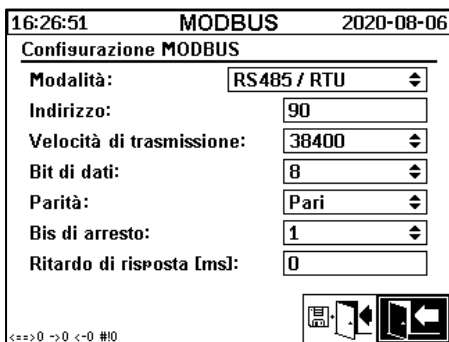 16:26:51 MODBUS 2020-08-06
Configurazione MODBUS
Modalità: RS485 / RTU
Indirizzo: 90
Velocità di trasmissione: 38400
Bit di dati: 8
Parità: Pari
Bis di arresto: 1
Ritardo di risposta [ms]: 0
<==>0 ->0 <-0 #!0